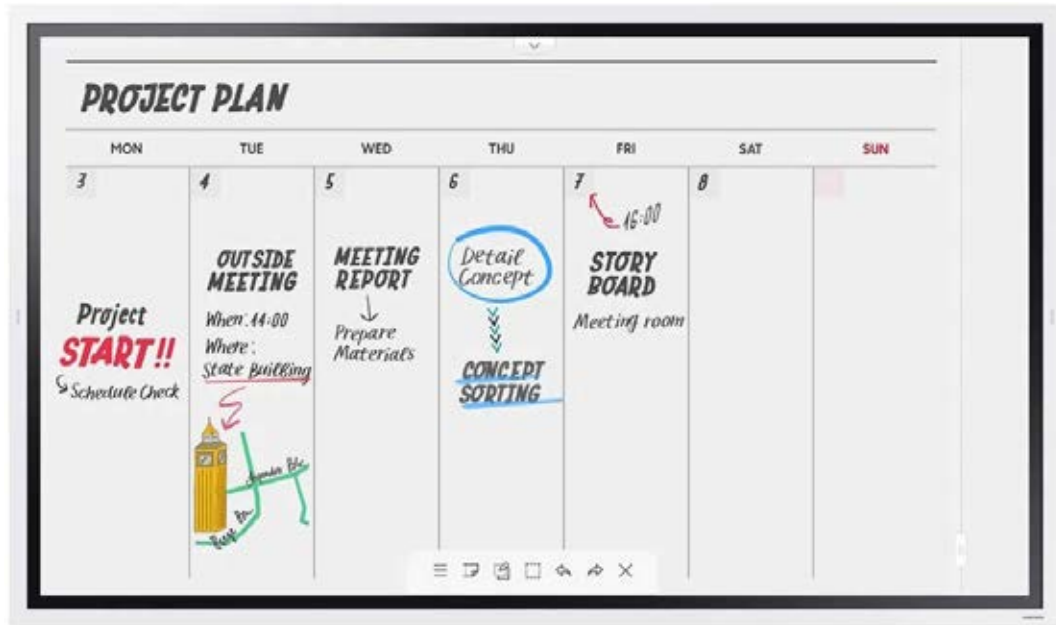 PROJECT PLAN
MON TUE WED THU FRI SAT SUN
3 4 5 6 7 8
16:00
Project
START!!
Schedule Check
OUTSIDE
MEETING
When: 14:00
Where:
State Building
MEETING
REPORT
Prepare
Materials
Detail
Concept
CONCEPT
SORTING
STORY
BOARD
Meeting room